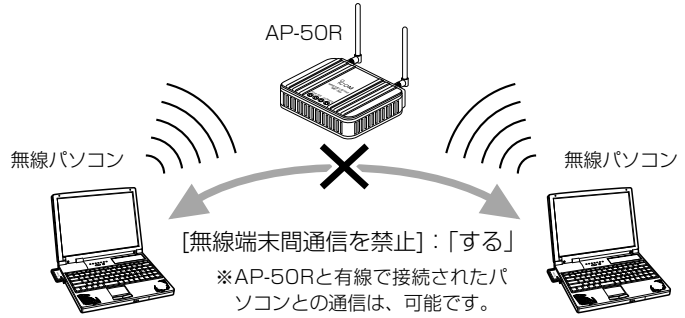 AP-50R
無線パソコン
無線パソコン
[無線端末間通信を禁止]：「する」
※AP-50Rと有線で接続されたパ
ソコンとの通信は、可能です。